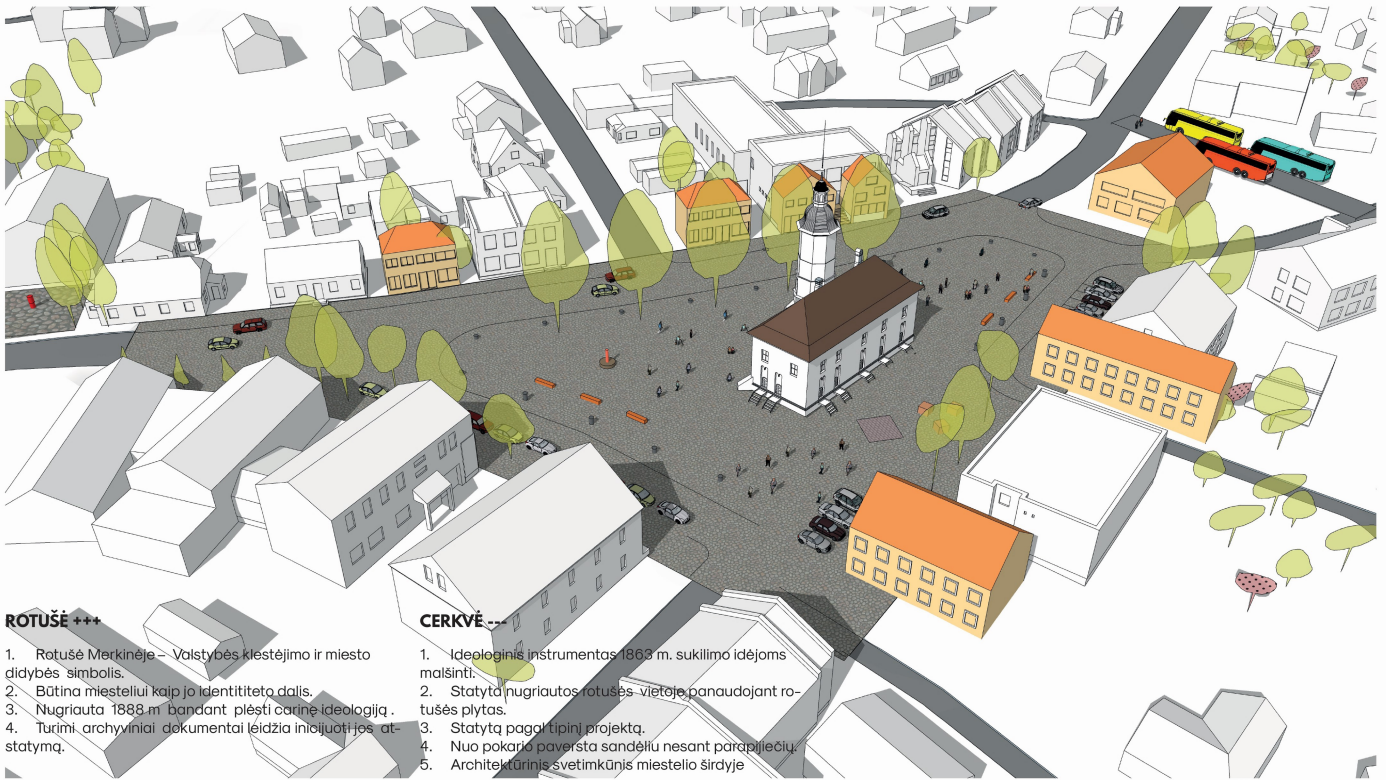 ROTUŠĖ +++
1. Rotušė Merkinėje – Valstybės klestėjimo ir miesto
didybės simbolis.
2. Būtina miesteliui kaip jo identititeto dalis.
3. Nugriauta 1888 m bandant plėsti carinę ideologiją .
4. Turimi archyviniai dokumentai leidžia inicijuoti jos at-
statymą.
CERKVĖ ---
1. Ideologinis instrumentas 1863 m. sukilimo idėjoms
malšinti.
2. Statyta nugriautos rotušės vietoje panaudojant ro-
tušės plytas.
3. Statytą pagal tipinį projektą.
4. Nuo pokario paversta sandėliu nesant parapijiečių.
5. Architektūrinis svetimkūnis miestelio širdyje